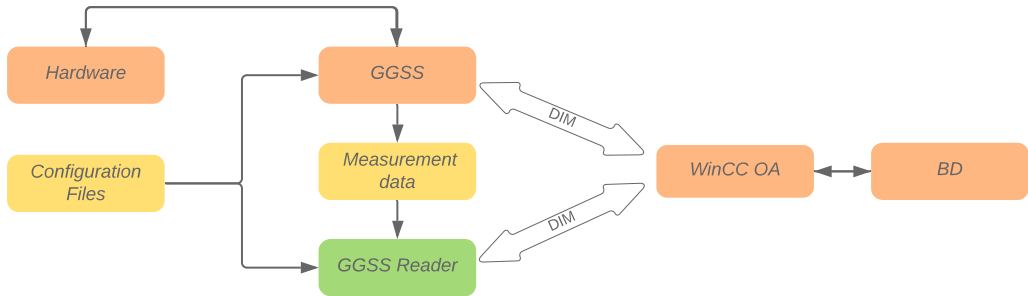 Hardware
GGSS
DIM
Configuration
Files
Measurement
data
WinCC OA
BD
DIM
GGSS Reader